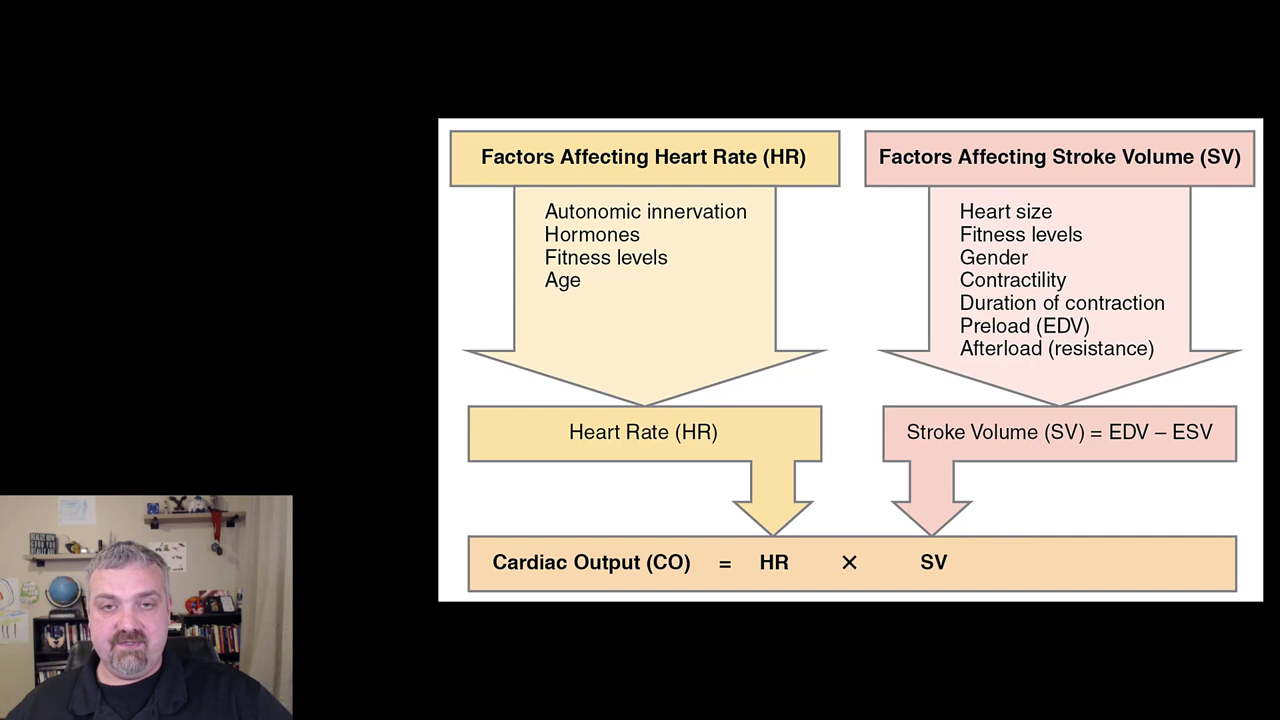 Factors Affecting Heart Rate (HR)
Autonomic innervation
Hormones
Fitness levels
Age
Heart Rate (HR)
Factors Affecting Stroke Volume (SV)
Heart size
Fitness levels
Gender
Contractility
Duration of contraction
Preload (EDV)
Afterload (resistance)
Stroke Volume (SV) = EDV – ESV
Cardiac Output (CO) = HR × SV